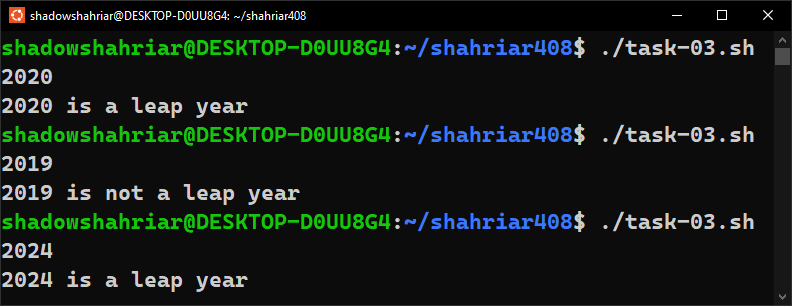 shadowshahriar@DESKTOP-D0UU8G4: ~/shahriar408
shadowshahriar@DESKTOP-D0UU8G4:~/shahriar408$ ./task-03.sh
2020
2020 is a leap year
shadowshahriar@DESKTOP-D0UU8G4:~/shahriar408$ ./task-03.sh
2019
2019 is not a leap year
shadowshahriar@DESKTOP-D0UU8G4:~/shahriar408$ ./task-03.sh
2024
2024 is a leap year